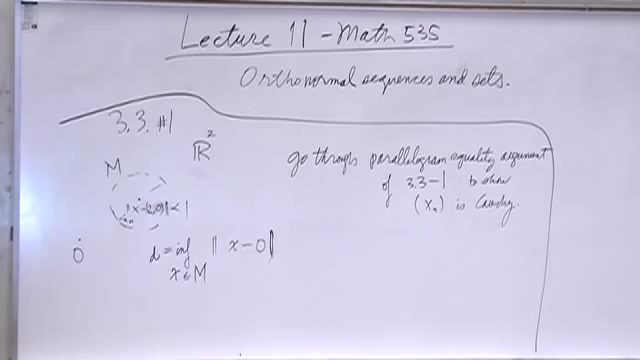 Lecture 11 - Math 535
Orthonormal sequences and sets.
3.3. #1
ℝ²
M
go through parallelogram equality argument
of 3.3-1 to show
(xₙ) is Cauchy.
0
d = inf ‖ x - 0 ‖
x ∈ M